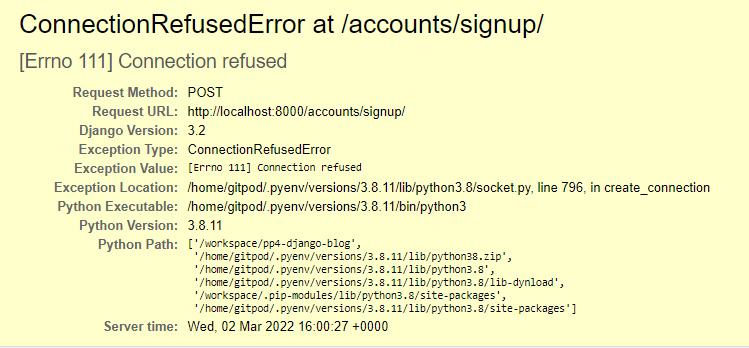 ConnectionRefusedError at /accounts/signup/
[Errno 111] Connection refused
Request Method: POST
Request URL: http://localhost:8000/accounts/signup/
Django Version: 3.2
Exception Type: ConnectionRefusedError
Exception Value: [Errno 111] Connection refused
Exception Location: /home/gitpod/.pyenv/versions/3.8.11/lib/python3.8/socket.py, line 796, in create_connection
Python Executable: /home/gitpod/.pyenv/versions/3.8.11/bin/python3
Python Version: 3.8.11
Python Path: ['/workspace/pp4-django-blog',
'/home/gitpod/.pyenv/versions/3.8.11/lib/python38.zip',
'/home/gitpod/.pyenv/versions/3.8.11/lib/python3.8',
'/home/gitpod/.pyenv/versions/3.8.11/lib/python3.8/lib-dynload',
'/workspace/.pip-modules/lib/python3.8/site-packages',
'/home/gitpod/.pyenv/versions/3.8.11/lib/python3.8/site-packages']
Server time: Wed, 02 Mar 2022 16:00:27 +0000